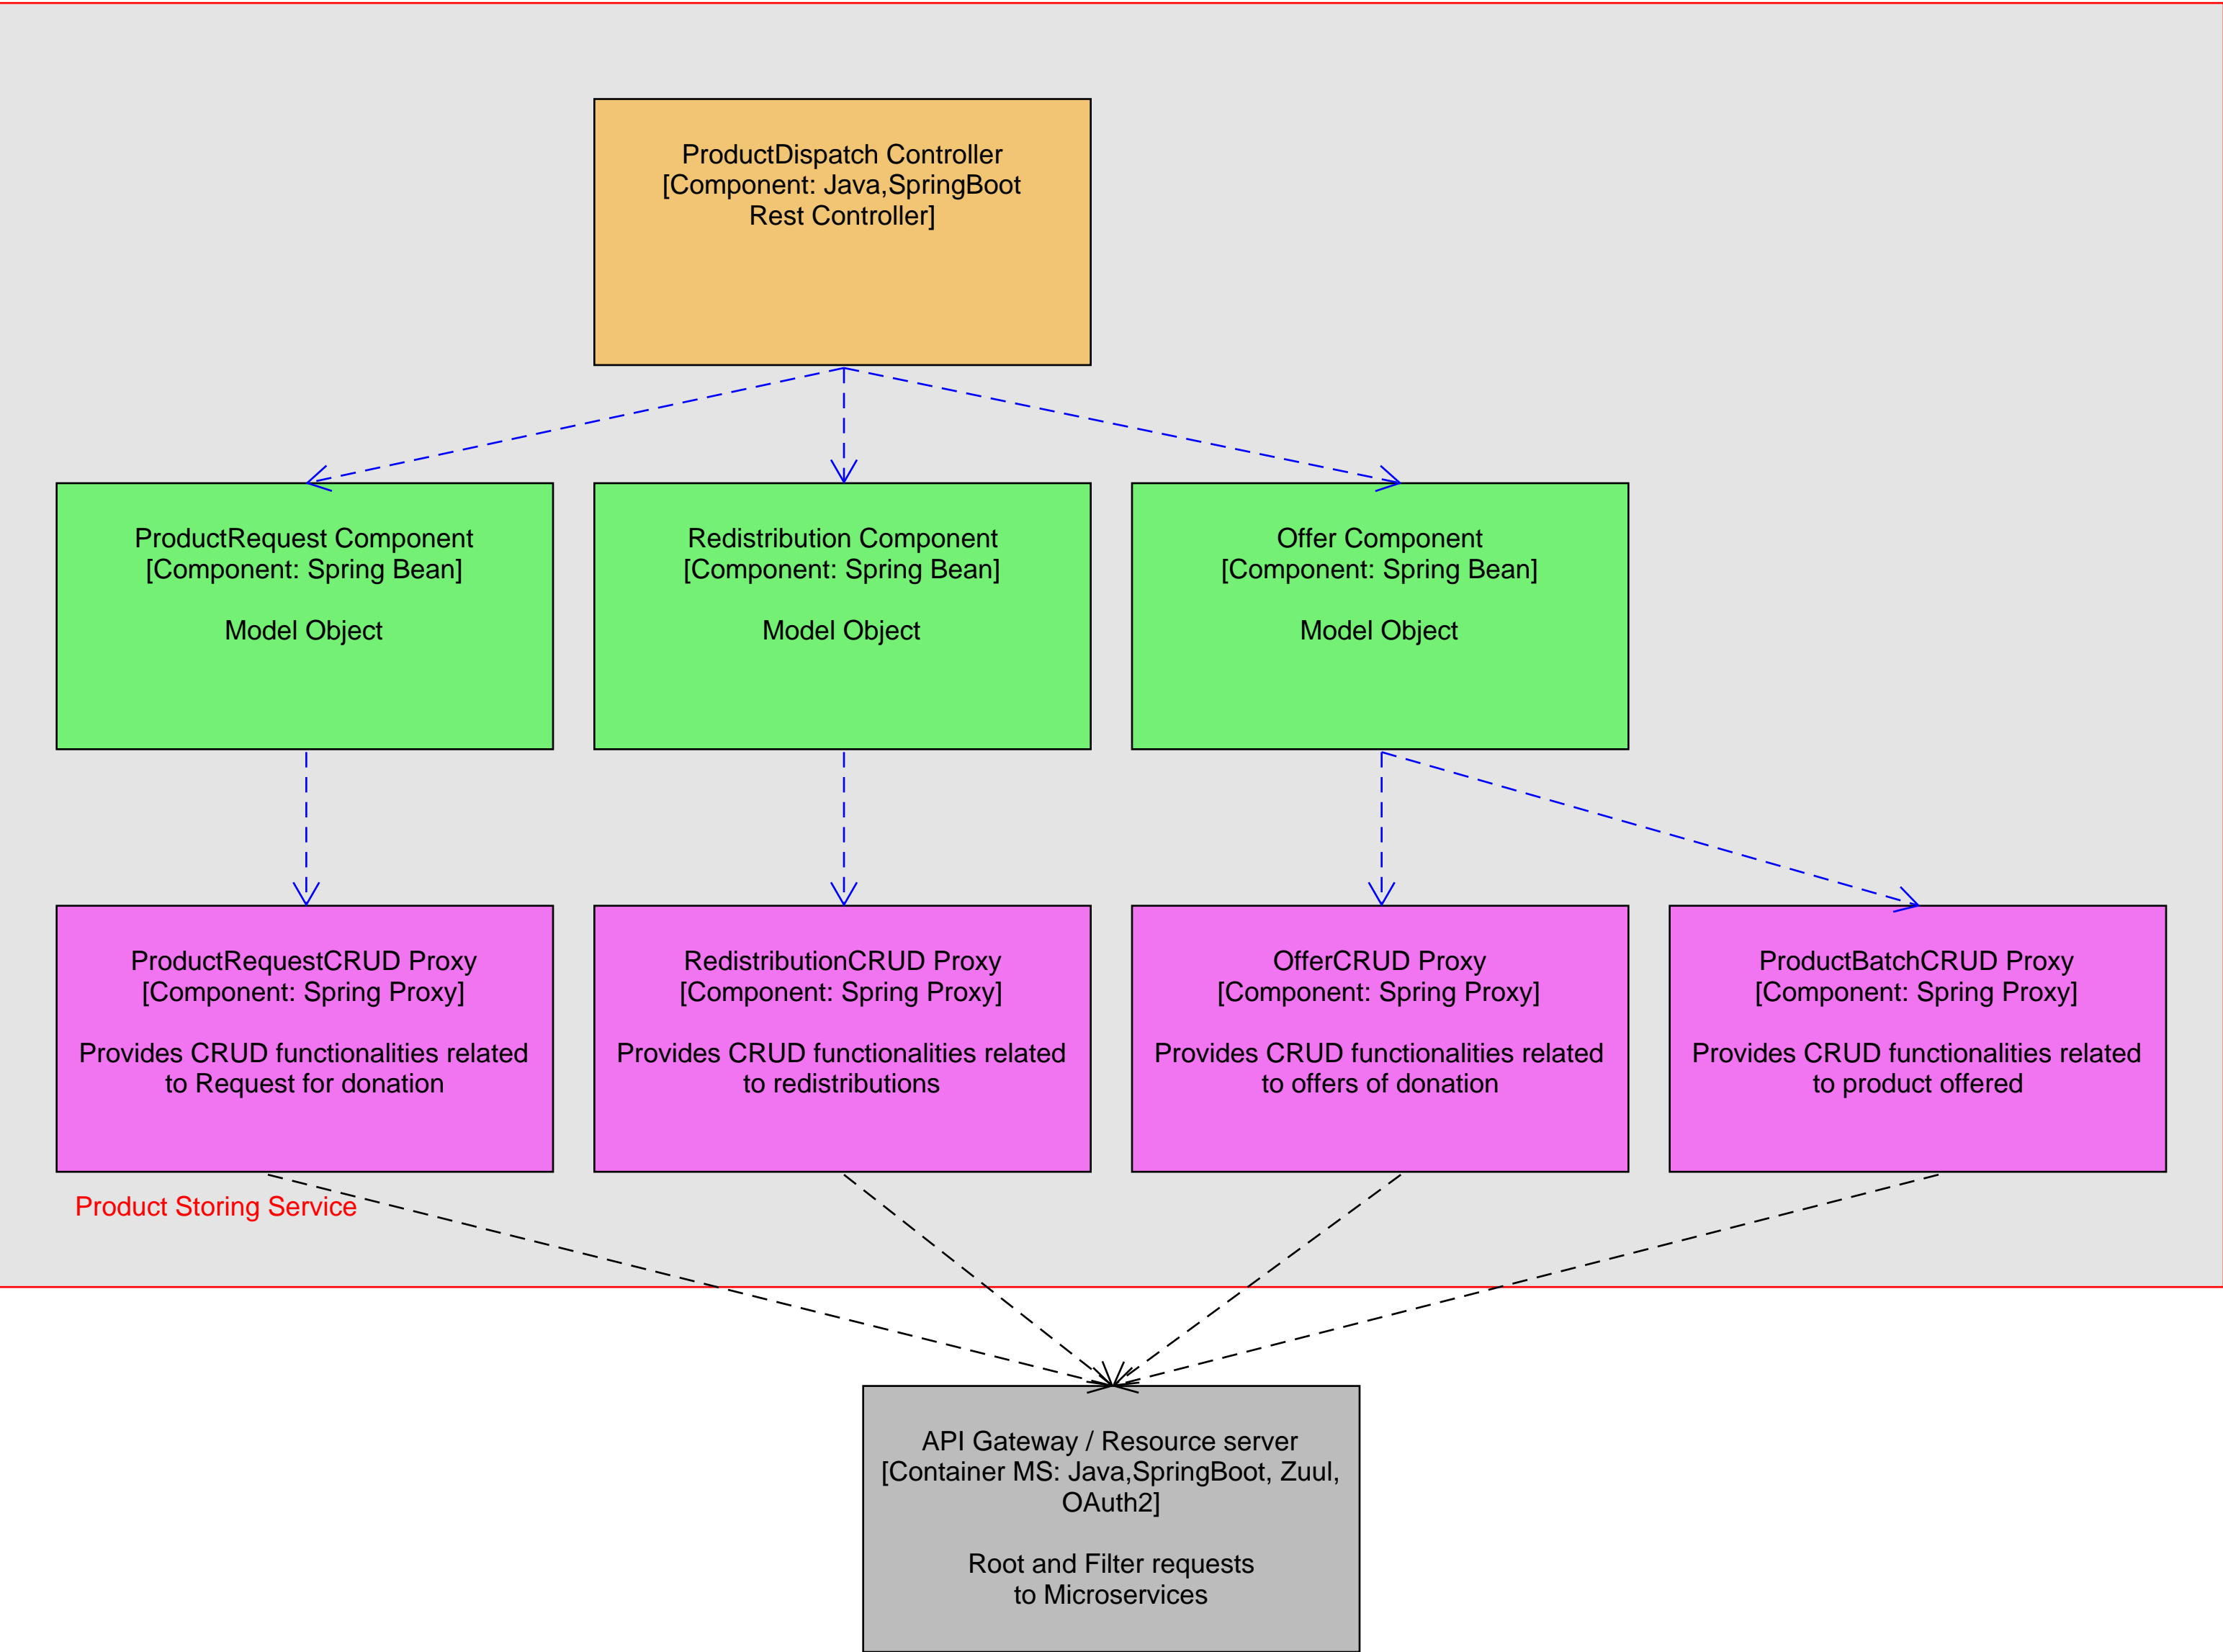 ProductDispatch Controller
[Component: Java,SpringBoot
Rest Controller]
ProductRequest Component
[Component: Spring Bean]
Model Object
Redistribution Component
[Component: Spring Bean]
Model Object
Offer Component
[Component: Spring Bean]
Model Object
ProductRequestCRUD Proxy
[Component: Spring Proxy]
Provides CRUD functionalities related
to Request for donation
RedistributionCRUD Proxy
[Component: Spring Proxy]
Provides CRUD functionalities related
to redistributions
OfferCRUD Proxy
[Component: Spring Proxy]
Provides CRUD functionalities related
to offers of donation
ProductBatchCRUD Proxy
[Component: Spring Proxy]
Provides CRUD functionalities related
to product offered
Product Storing Service
API Gateway / Resource server
[Container MS: Java,SpringBoot, Zuul,
OAuth2]
Root and Filter requests
to Microservices